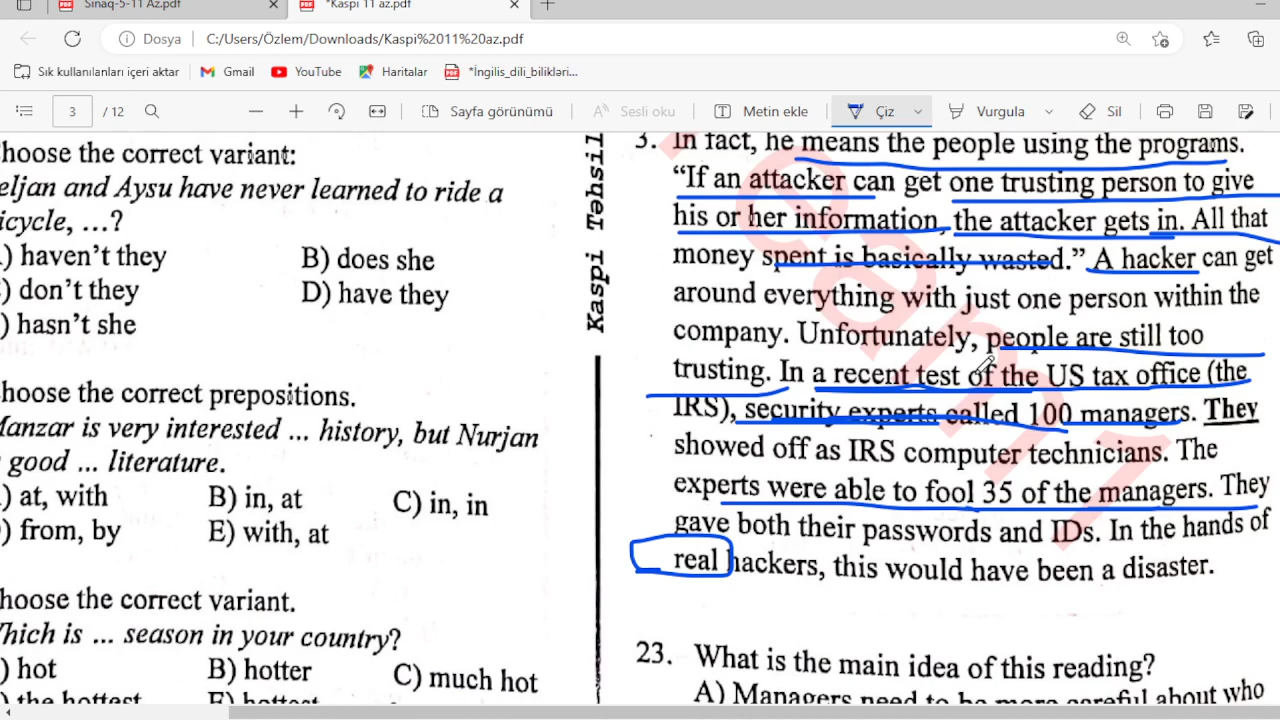 Sınaq-5-11 Az.pdf
*Kaspi 11 az.pdf
Dosya
C:/Users/Özlem/Downloads/Kaspi%2011%20az.pdf
Sık kullanılanları içeri aktar
Gmail
YouTube
Haritalar
*İngilis_dili_bilikləri...
3 / 12
Sayfa görünümü
Sesli oku
Metin ekle
Çiz
Vurgula
Sil
hoose the correct variant:
eljan and Aysu have never learned to ride a
icycle, ...?
) haven't they
B) does she
) don't they
D) have they
) hasn't she
hoose the correct prepositions.
Manzar is very interested ... history, but Nurjan
good ... literature.
) at, with
B) in, at
C) in, in
) from, by
E) with, at
hoose the correct variant.
Which is ... season in your country?
) hot
B) hotter
C) much hot
) the hottest
E) hottest
Kaspi Təhsil
3. In fact, he means the people using the programs.
"If an attacker can get one trusting person to give
his or her information, the attacker gets in. All that
money spent is basically wasted." A hacker can get
around everything with just one person within the
company. Unfortunately, people are still too
trusting. In a recent test of the US tax office (the
IRS), security experts called 100 managers. They
showed off as IRS computer technicians. The
experts were able to fool 35 of the managers. They
gave both their passwords and IDs. In the hands of
real hackers, this would have been a disaster.
23. What is the main idea of this reading?
A) Managers need to be more careful about who